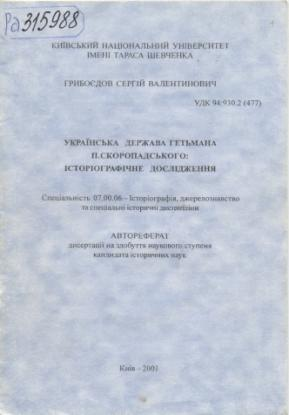 Ра 315988
КИЇВСЬКИЙ НАЦІОНАЛЬНИЙ УНІВЕРСИТЕТ
ІМЕНІ ТАРАСА ШЕВЧЕНКА
ГРИБОЄДОВ СЕРГІЙ ВАЛЕНТИНОВИЧ
УДК 94:930.2 (477)
УКРАЇНСЬКА ДЕРЖАВА ГЕТЬМАНА
П.СКОРОПАДСЬКОГО:
ІСТОРІОГРАФІЧНЕ ДОСЛІДЖЕННЯ
Спеціальність 07.00.06 – Історіографія, джерелознавство
та спеціальні історичні дисципліни
АВТОРЕФЕРАТ
дисертації на здобуття наукового ступеня
кандидата історичних наук
Київ – 2001